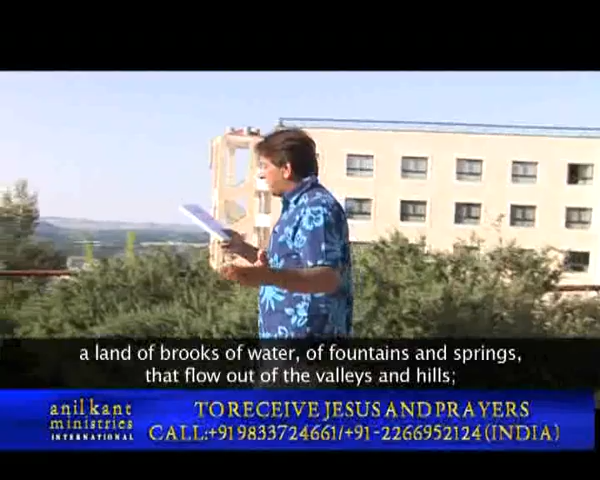 a land of brooks of water, of fountains and springs,
that flow out of the valleys and hills;
anil kant
ministries
INTERNATIONAL
TO RECEIVE JESUS AND PRAYERS
CALL:+919833724661/+91-2266952124(INDIA)